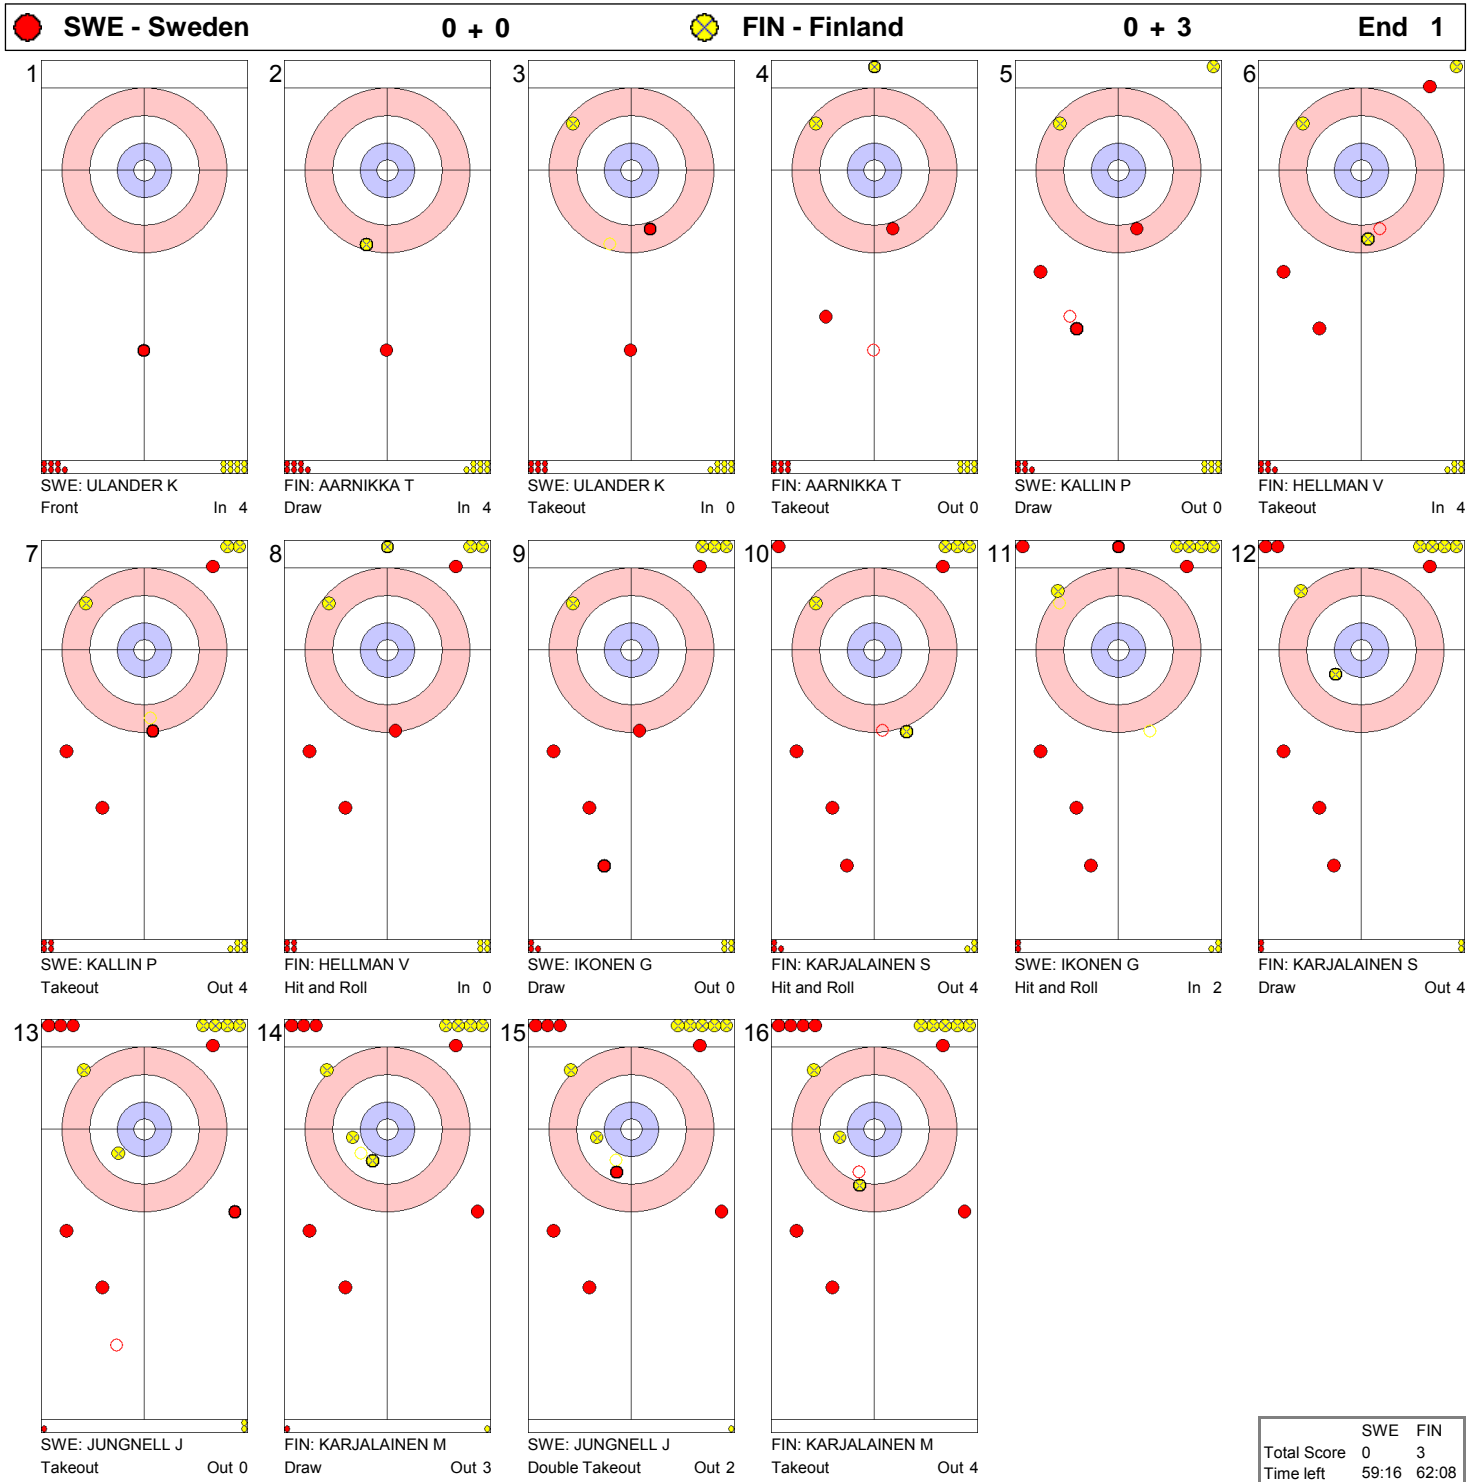 SWE - Sweden 0 + 0 FIN - Finland 0 + 3 End 1
1 2 3 4 5 6
SWE: ULANDER K FIN: AARNIKKA T SWE: ULANDER K FIN: AARNIKKA T SWE: KALLIN P FIN: HELLMAN V
Front In 4 Draw In 4 Takeout In 0 Takeout Out 0 Draw Out 0 Takeout In 4
7 8 9 10 11 12
SWE: KALLIN P FIN: HELLMAN V SWE: IKONEN G FIN: KARJALAINEN S SWE: IKONEN G FIN: KARJALAINEN S
Takeout Out 4 Hit and Roll In 0 Draw Out 0 Hit and Roll Out 4 Hit and Roll In 2 Draw Out 4
13 14 15 16
SWE: JUNGNELL J FIN: KARJALAINEN M SWE: JUNGNELL J FIN: KARJALAINEN M
Takeout Out 0 Draw Out 3 Double Takeout Out 2 Takeout Out 4
SWE FIN
Total Score 0 3
Time left 59:16 62:08